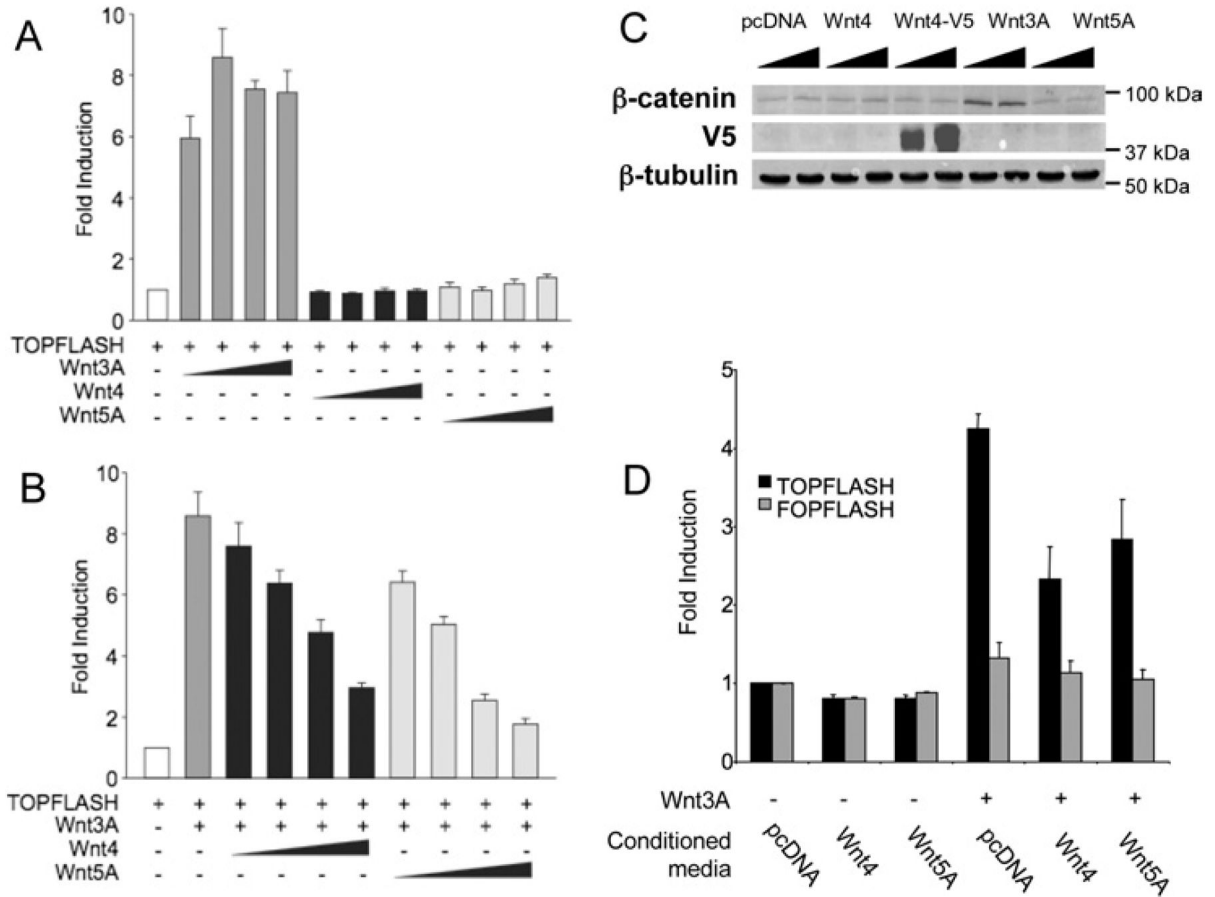 A
10
8
6
4
2
0
Fold Induction
TOPFLASH + + + + + + + + + + + + +
Wnt3A - - - - - - - - -
Wnt4 - - - - - - - - -
Wnt5A - - - - - - - - -
B
10
8
6
4
2
0
Fold Induction
TOPFLASH + + + + + + + + + +
Wnt3A - + + + + + + + + +
Wnt4 - - - - - -
Wnt5A - - - - - -
C
pcDNA Wnt4 Wnt4-V5 Wnt3A Wnt5A
β-catenin 100 kDa
V5 37 kDa
β-tubulin 50 kDa
D
5
4
3
2
1
0
Fold Induction
TOPFLASH
FOPFLASH
Wnt3A - - - + + +
Conditioned media
pcDNA Wnt4 Wnt5A pcDNA Wnt4 Wnt5A